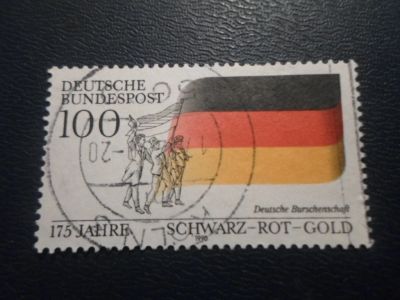 DEUTSCHE
BUNDESPOST
100
Deutsche Burschenschaft
175 JAHRE SCHWARZ-ROT-GOLD
1990